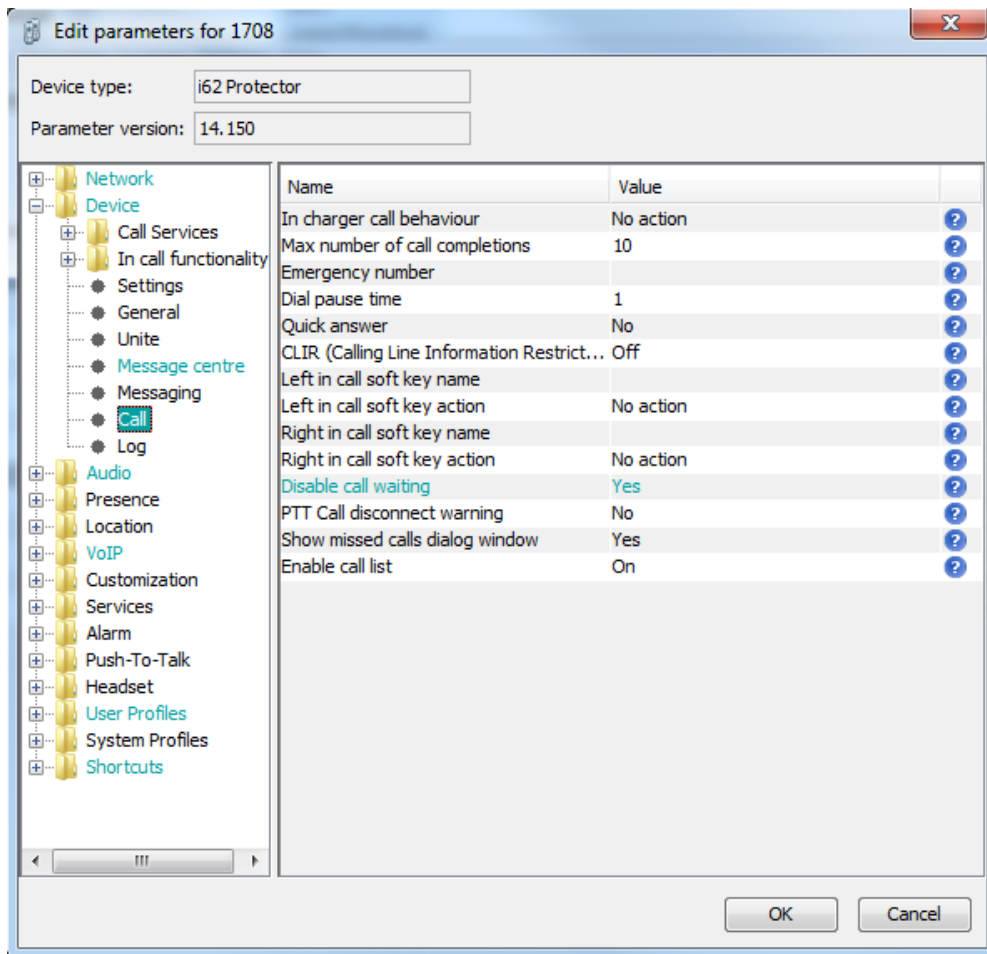 Edit parameters for 1708
Device type: i62 Protector
Parameter version: 14.150
Network
Device
Call Services
In call functionality
Settings
General
Unite
Message centre
Messaging
Call
Log
Audio
Presence
Location
VoIP
Customization
Services
Alarm
Push-To-Talk
Headset
User Profiles
System Profiles
Shortcuts
Name Value
In charger call behaviour No action
Max number of call completions 10
Emergency number
Dial pause time 1
Quick answer No
CLIR (Calling Line Information Restrict... Off
Left in call soft key name
Left in call soft key action No action
Right in call soft key name
Right in call soft key action No action
Disable call waiting Yes
PTT Call disconnect warning No
Show missed calls dialog window Yes
Enable call list On
OK Cancel